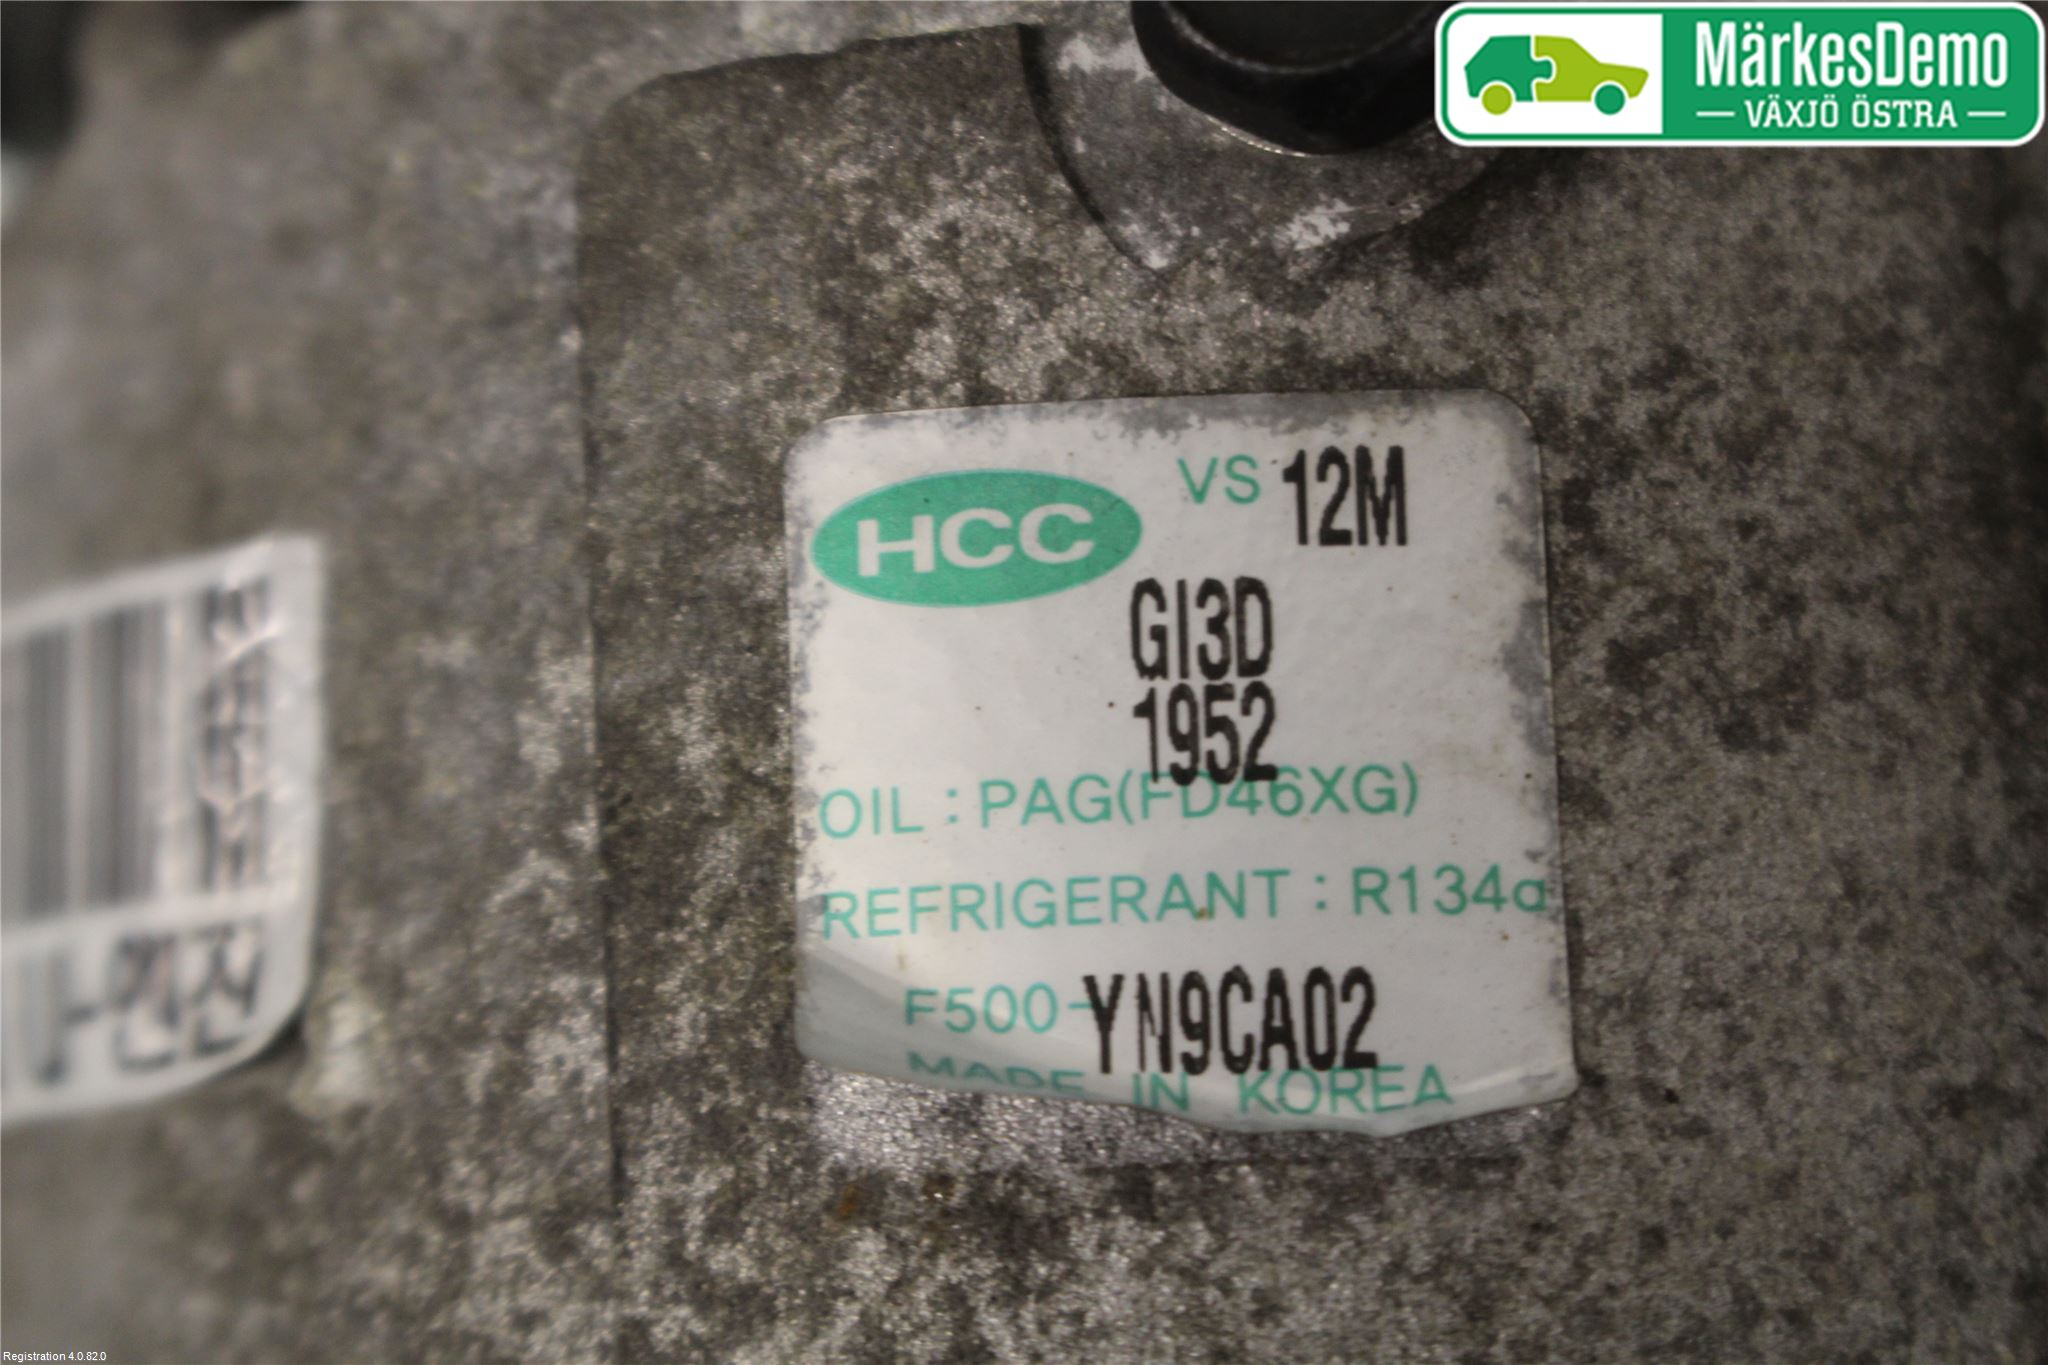 MärkesDemo
VÄXJÖ ÖSTRA
HCC
VS 12M
GI3D
1952
OIL : PAG(FD46XG)
REFRIGERANT : R134a
F500-YN9CA02
MADE IN KOREA
Registration 4.0.82.0